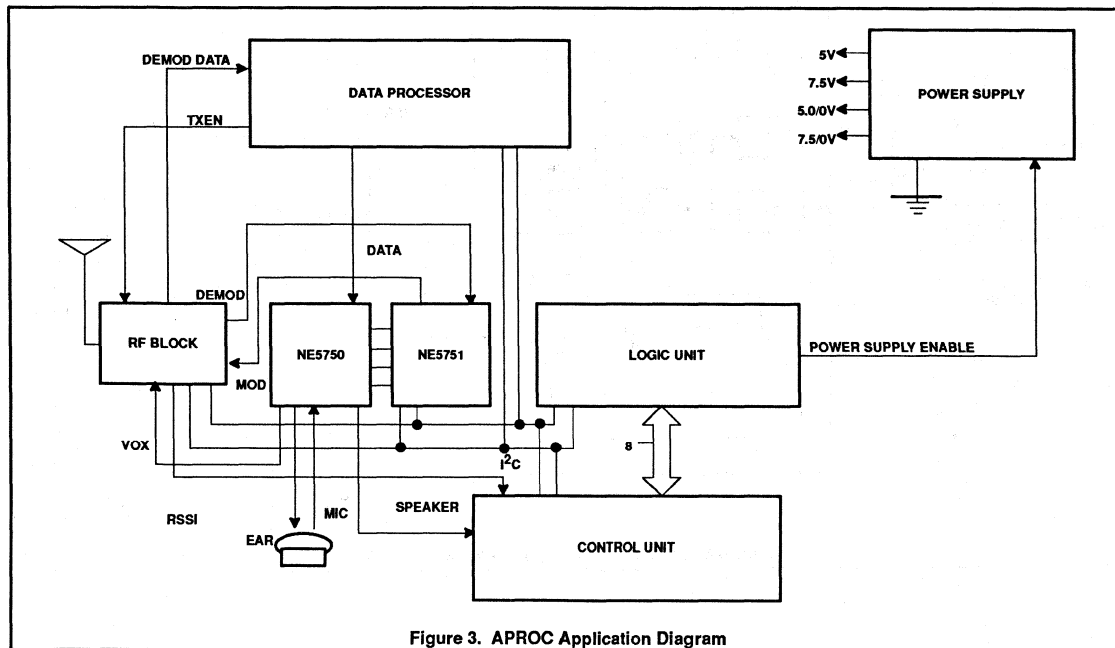 DEMOD DATA
DATA PROCESSOR
TXEN
5V
7.5V
5.0/0V
7.5/0V
POWER SUPPLY
DATA
DEMOD
RF BLOCK
NE5750
NE5751
LOGIC UNIT
POWER SUPPLY ENABLE
MOD
VOX
I²C
8
RSSI
EAR
MIC
SPEAKER
CONTROL UNIT
Figure 3. APROC Application Diagram